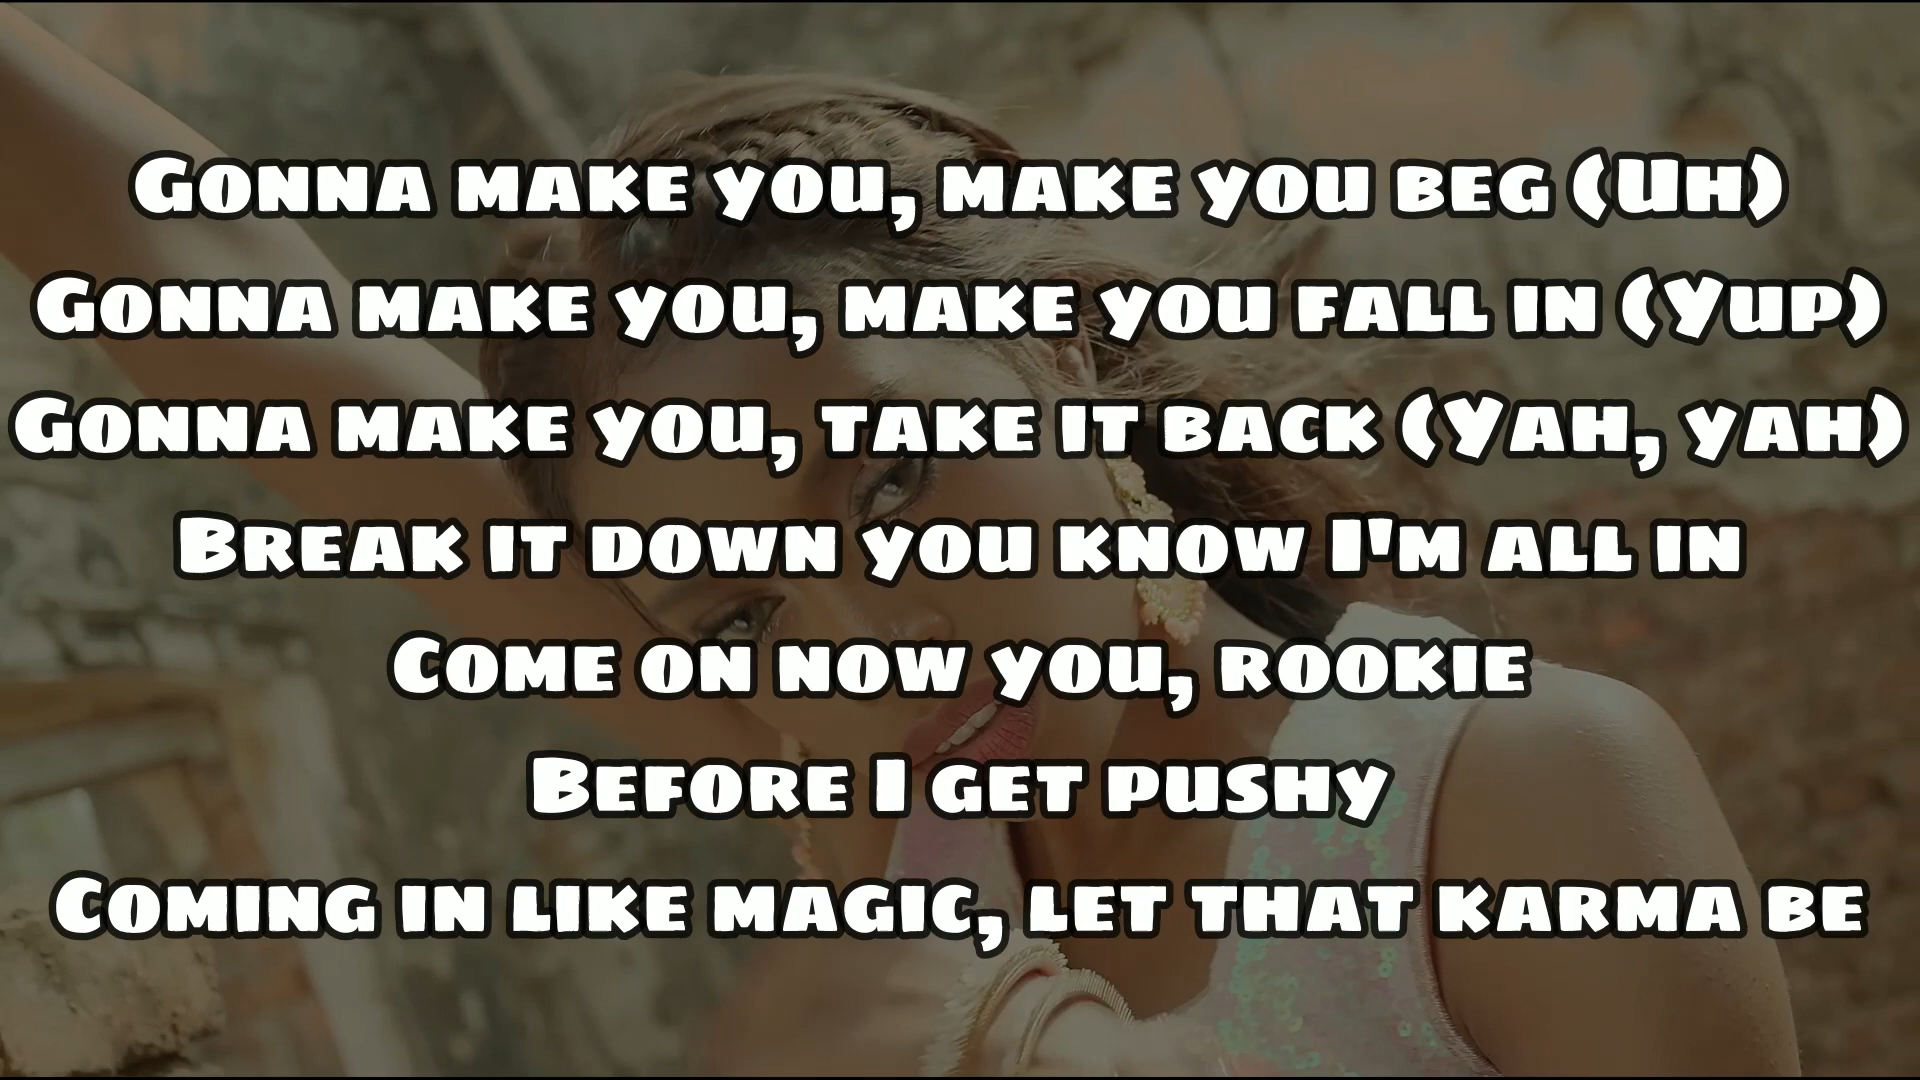 Gonna make you, make you beg (Uh)
Gonna make you, make you fall in (Yup)
Gonna make you, take it back (Yah, yah)
Break it down you know I'm all in
Come on now you, rookie
Before I get pushy
Coming in like magic, let that karma be